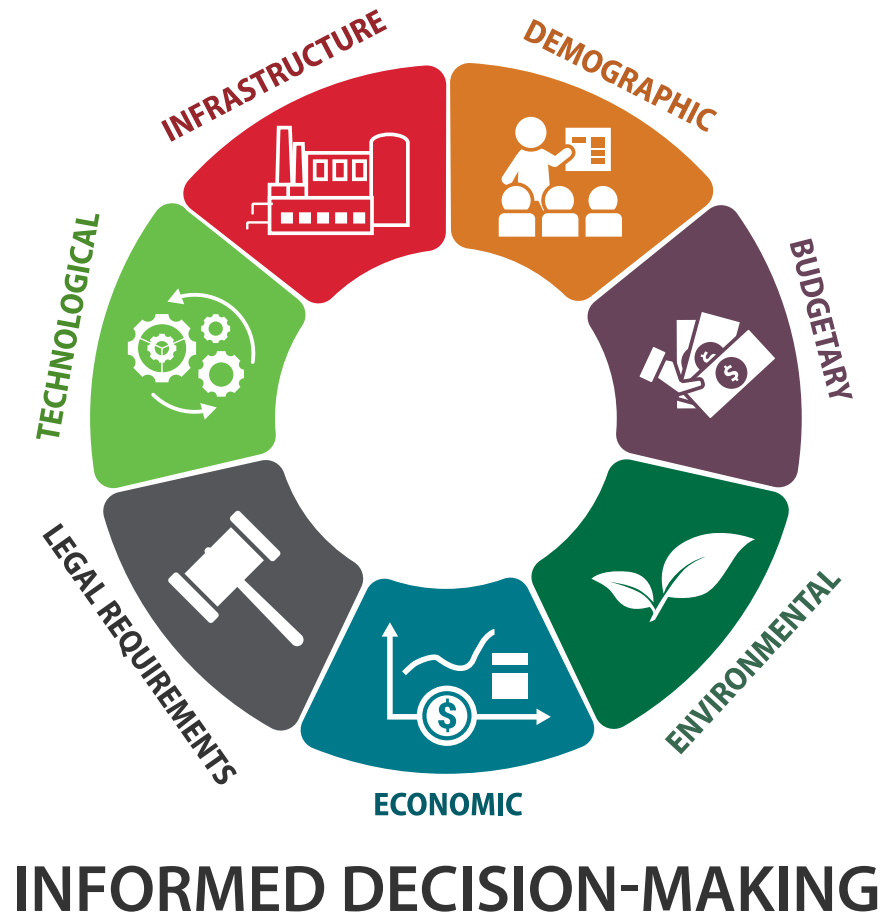 INFRASTRUCTURE
DEMOGRAPHIC
BUDGETARY
ENVIRONMENTAL
ECONOMIC
LEGAL REQUIREMENTS
TECHNOLOGICAL
$
$
INFORMED DECISION-MAKING